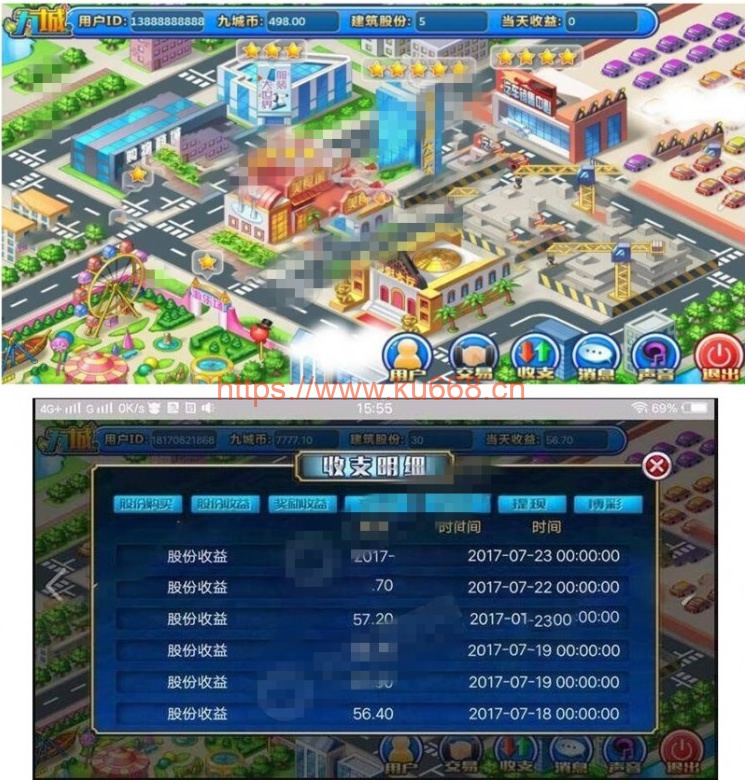 九城 用户ID: 13888888888 九城币: 498.00 建筑股份: 5 当天收益: 0
服装大世界
汽车销售中心
用户 交易 收支 消息 声音 退出
https://www.ku668.cn
4G+ G 0K/s 15:55 69%
九城 用户ID: 18170821868 九城币: 7777.10 建筑股份: 30 当天收益: 56.70
收支明细
股份购买 股份收益 奖励收益 提现 博彩
时间间 时间
股份收益 2017- 2017-07-23 00:00:00
股份收益 .70 2017-07-22 00:00:00
股份收益 57.20 2017-01-2300 :00:00
股份收益 2017-07-19 00:00:00
股份收益 2017-07-19 00:00:00
股份收益 56.40 2017-07-18 00:00:00
用户 交易 收支 消息 声音 退出